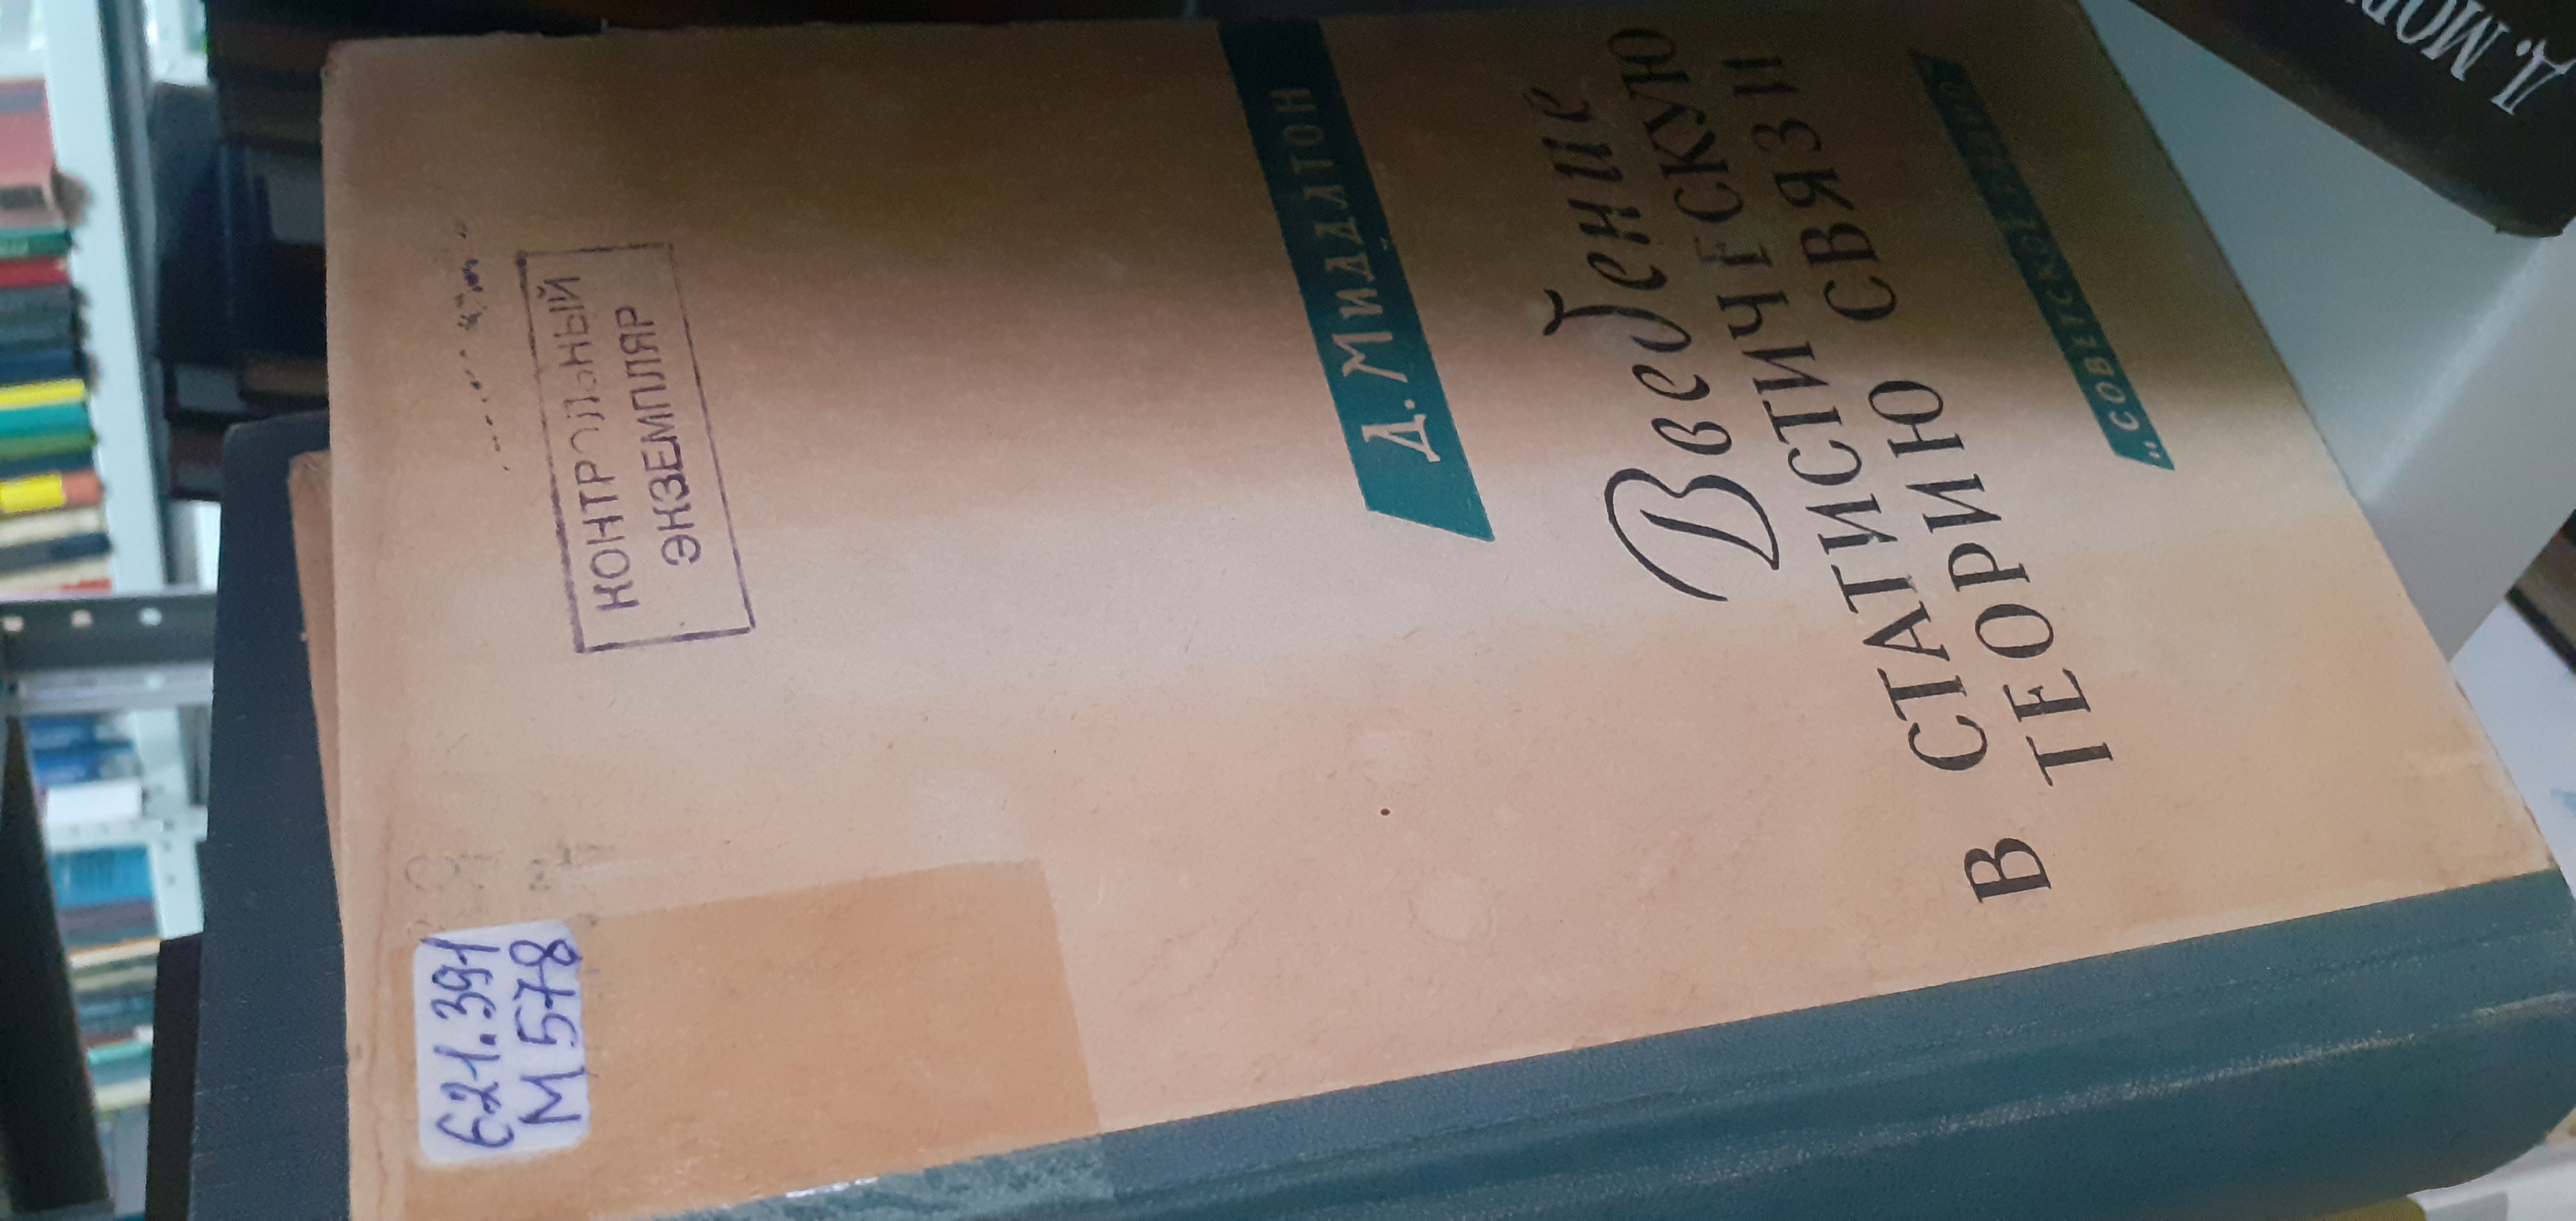 621.391
М 578
КОНТРОЛЬНЫЙ
ЭКЗЕМПЛЯР
Д. МИДДЛТОН
Введение
В СТАТИСТИЧЕСКУЮ
ТЕОРИЮ СВЯЗИ
„СОВЕТСКОЕ РАДИО